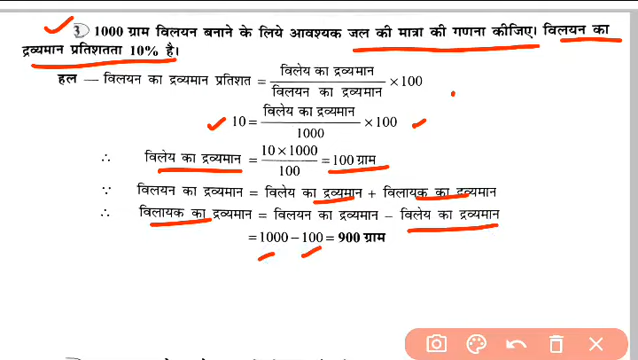 3 1000 ग्राम विलयन बनाने के लिये आवश्यक जल की मात्रा की गणना कीजिए। विलयन का
द्रव्यमान प्रतिशतता 10% है।
हल — विलयन का द्रव्यमान प्रतिशत = विलेय का द्रव्यमान / विलयन का द्रव्यमान × 100
10 = विलेय का द्रव्यमान / 1000 × 100
∴ विलेय का द्रव्यमान = 10 × 1000 / 100 = 100 ग्राम
∵ विलयन का द्रव्यमान = विलेय का द्रव्यमान + विलायक का द्रव्यमान
∴ विलायक का द्रव्यमान = विलयन का द्रव्यमान − विलेय का द्रव्यमान
= 1000 − 100 = 900 ग्राम